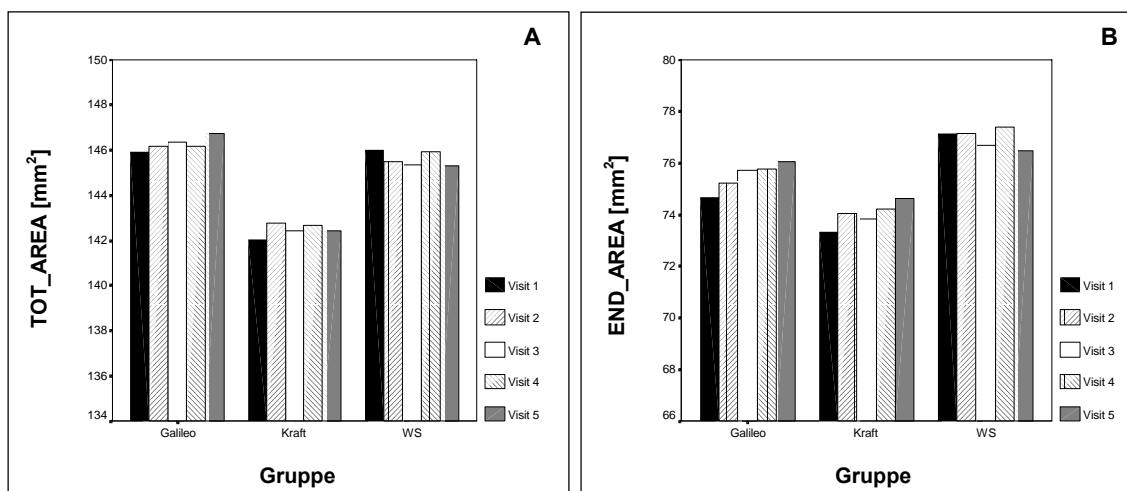 A
TOT_AREA [mm²]
150
148
146
144
142
140
138
136
134
Galileo Kraft WS
Gruppe
Visit 1
Visit 2
Visit 3
Visit 4
Visit 5
B
END_AREA [mm²]
80
78
76
74
72
70
68
66
Galileo Kraft WS
Gruppe
Visit 1
Visit 2
Visit 3
Visit 4
Visit 5